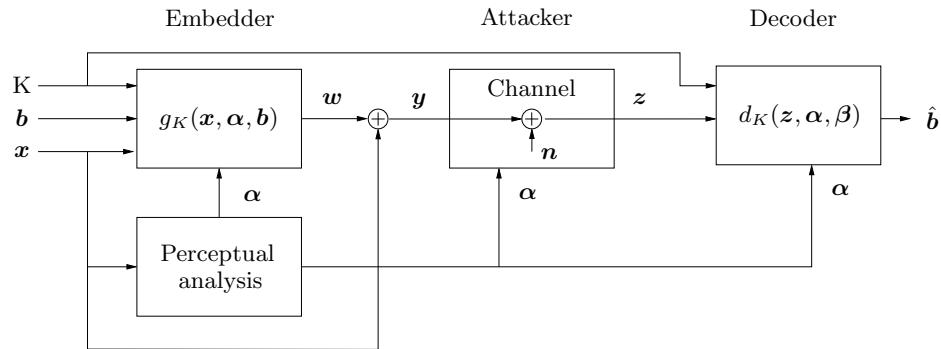 Embedder
Attacker
Decoder
K
b
x
g_K(x, α, b)
w
y
Channel
n
z
d_K(z, α, β)
b̂
α
α
α
Perceptual
analysis